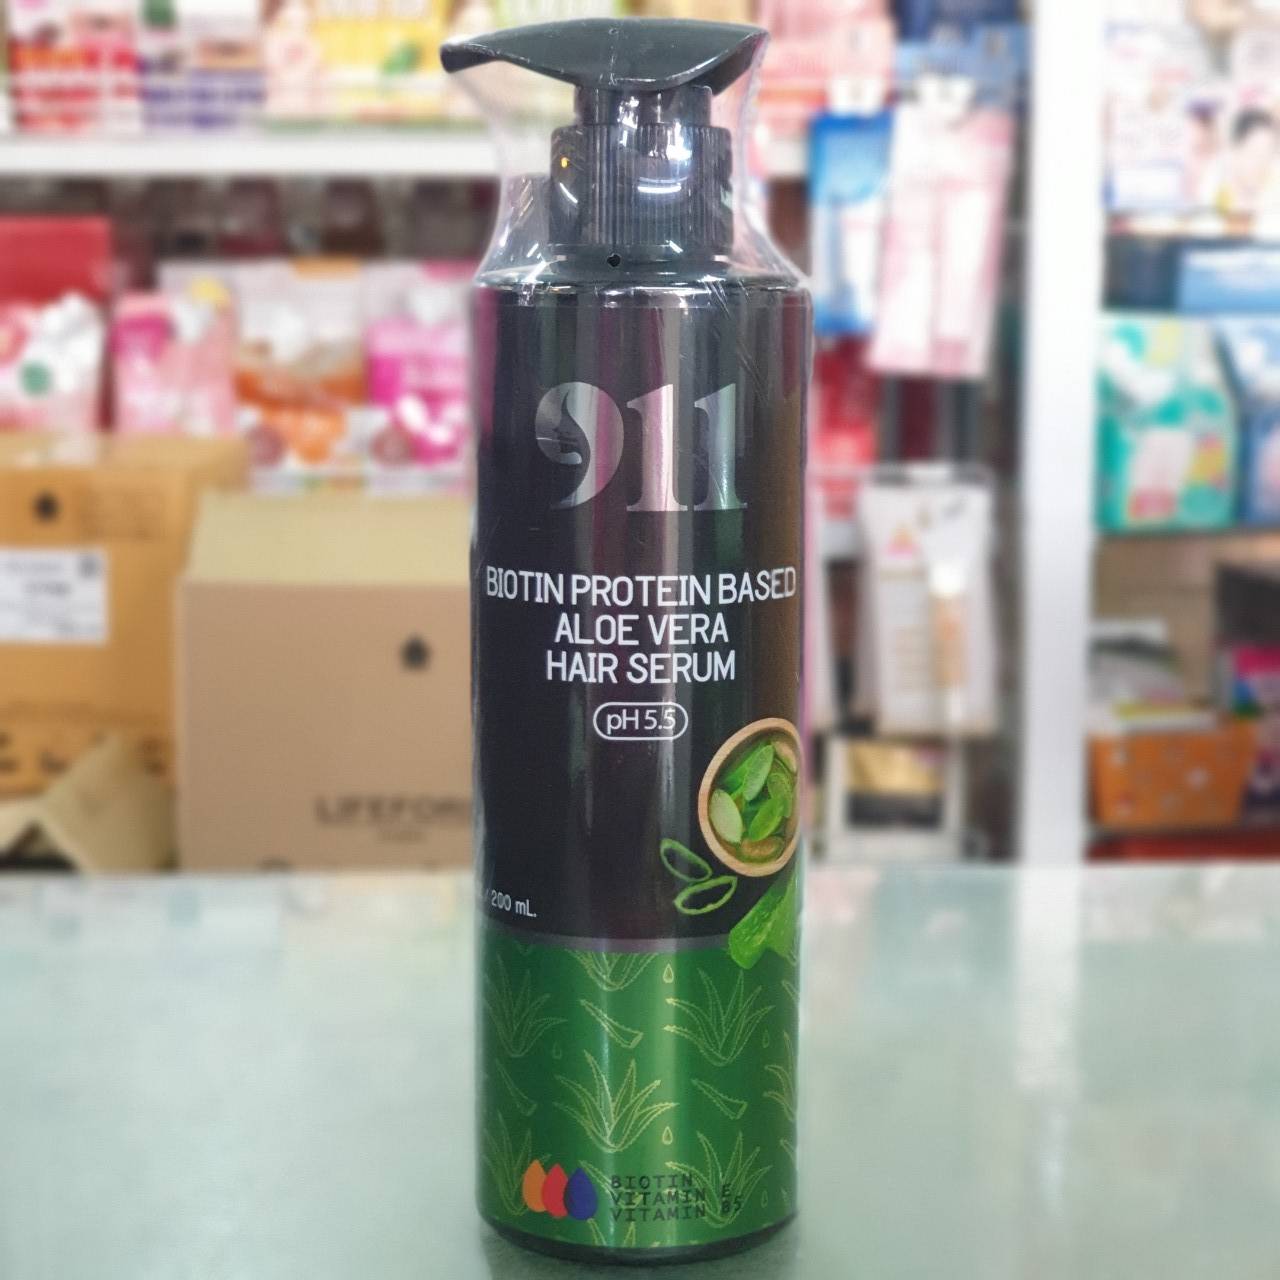 911
BIOTIN PROTEIN BASED
ALOE VERA
HAIR SERUM
pH 5.5
/ 200 mL.
BIOTIN
VITAMIN E
VITAMIN B5